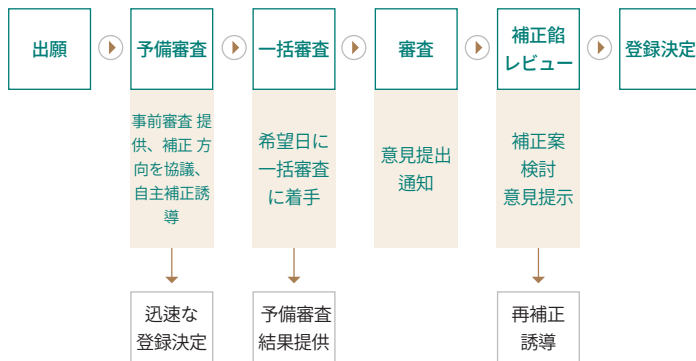 出願
予備審査
一括審査
審査
補正餡
レビュー
登録決定
事前審査 提
供、補正 方
向を協議、
自主補正誘
導
希望日に
一括審査
に着手
意見提出
通知
補正案
検討
意見提示
迅速な
登録決定
予備審査
結果提供
再補正
誘導